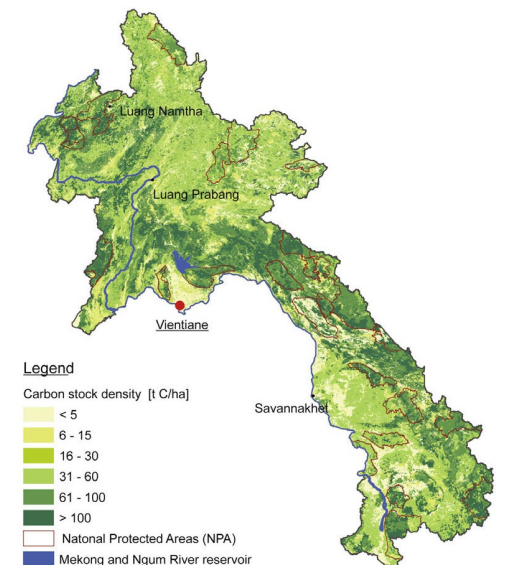 Luang Namtha
Luang Prabang
Vientiane
Savannakhet
Legend
Carbon stock density [t C/ha]
< 5
6 - 15
16 - 30
31 - 60
61 - 100
> 100
Natonal Protected Areas (NPA)
Mekong and Ngum River reservoir